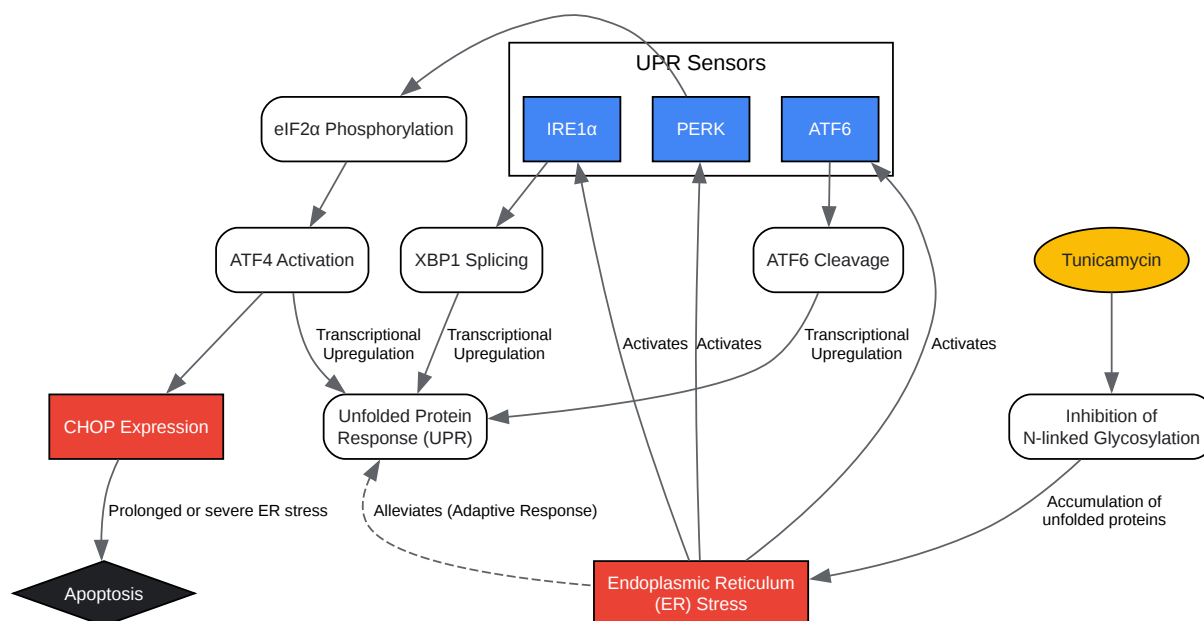 UPR Sensors
IRE1α
PERK
ATF6
eIF2α Phosphorylation
ATF4 Activation
XBP1 Splicing
ATF6 Cleavage
Tunicamycin
Transcriptional
Upregulation
Transcriptional
Upregulation
Activates
Activates
Transcriptional
Upregulation
Activates
CHOP Expression
Unfolded Protein
Response (UPR)
Inhibition of
N-linked Glycosylation
Prolonged or severe ER stress
Alleviates (Adaptive Response)
Accumulation of
unfolded proteins
Apoptosis
Endoplasmic Reticulum
(ER) Stress